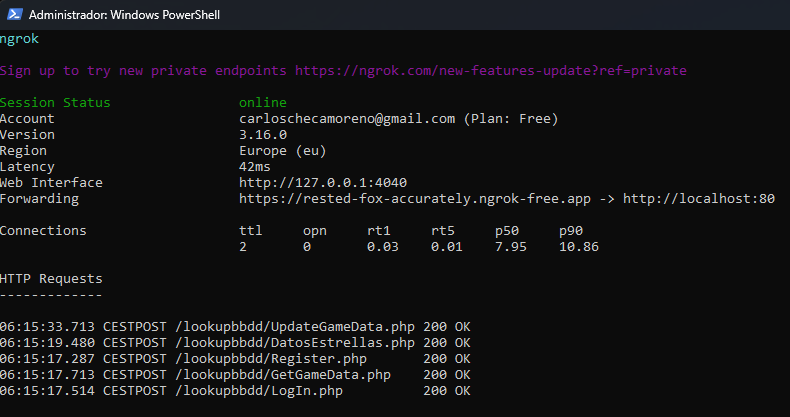 Administrador: Windows PowerShell
ngrok
Sign up to try new private endpoints https://ngrok.com/new-features-update?ref=private
Session Status online
Account carloschecamoreno@gmail.com (Plan: Free)
Version 3.16.0
Region Europe (eu)
Latency 42ms
Web Interface http://127.0.0.1:4040
Forwarding https://rested-fox-accurately.ngrok-free.app -> http://localhost:80
Connections ttl opn rt1 rt5 p50 p90
2 0 0.03 0.01 7.95 10.86
HTTP Requests
-------------
06:15:33.713 CESTPOST /lookupbbdd/UpdateGameData.php 200 OK
06:15:19.480 CESTPOST /lookupbbdd/DatosEstrellas.php 200 OK
06:15:17.287 CESTPOST /lookupbbdd/Register.php 200 OK
06:15:17.713 CESTPOST /lookupbbdd/GetGameData.php 200 OK
06:15:17.514 CESTPOST /lookupbbdd/LogIn.php 200 OK